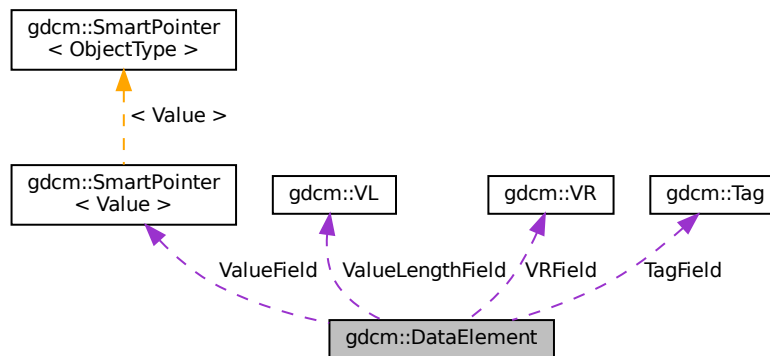 gdcm::SmartPointer
< ObjectType >
< Value >
gdcm::SmartPointer
< Value >
gdcm::VL
gdcm::VR
gdcm::Tag
ValueField
ValueLengthField
VRField
TagField
gdcm::DataElement